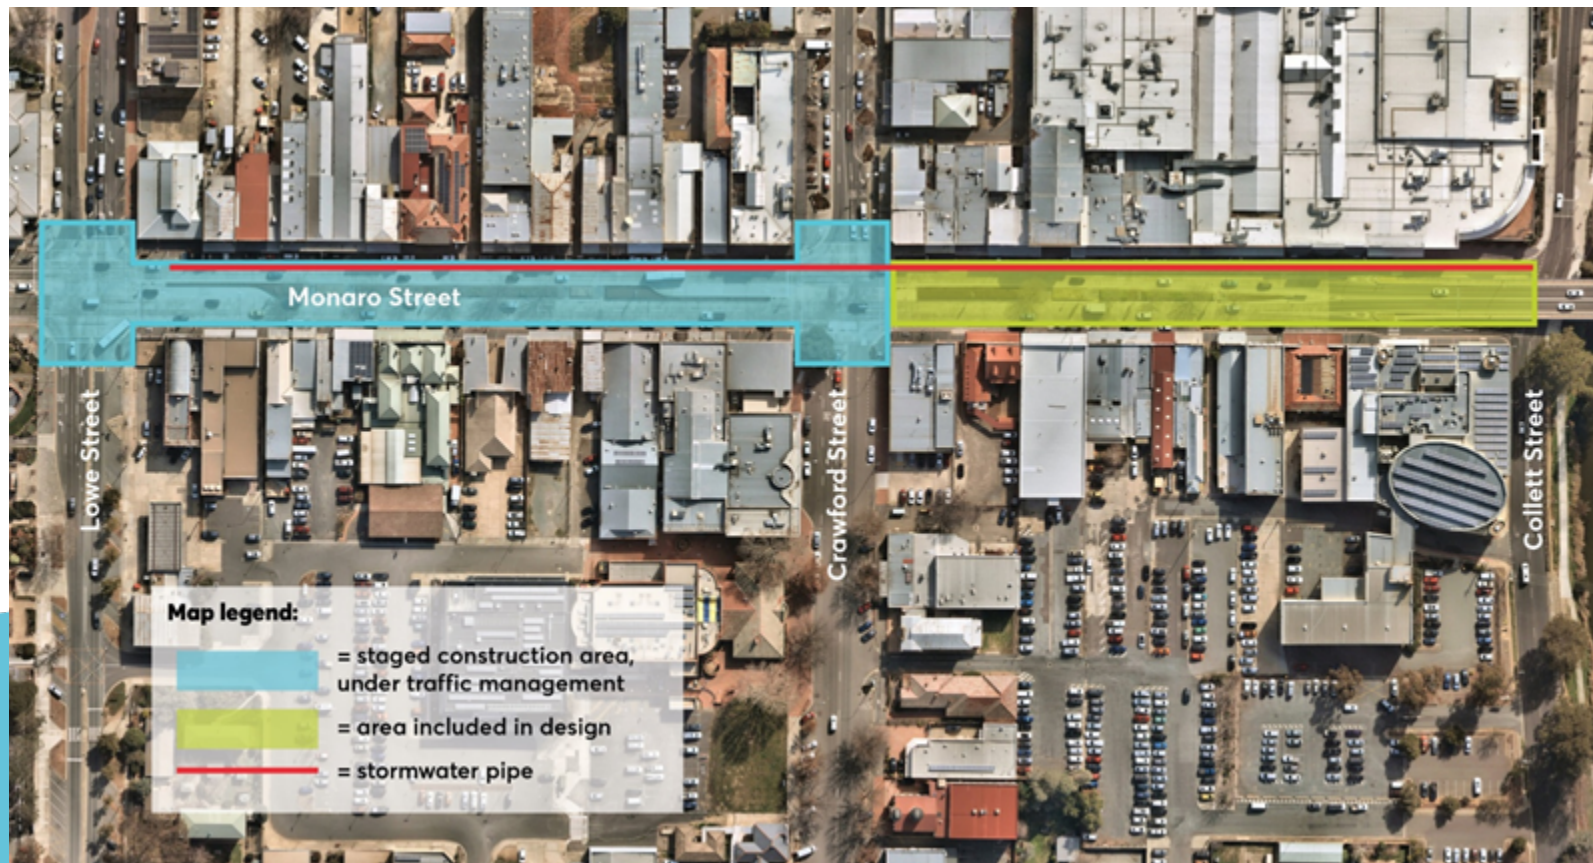 Monaro Street
Lowe Street
Crawford Street
Collett Street
Map legend:
= staged construction area,
under traffic management
= area included in design
= stormwater pipe